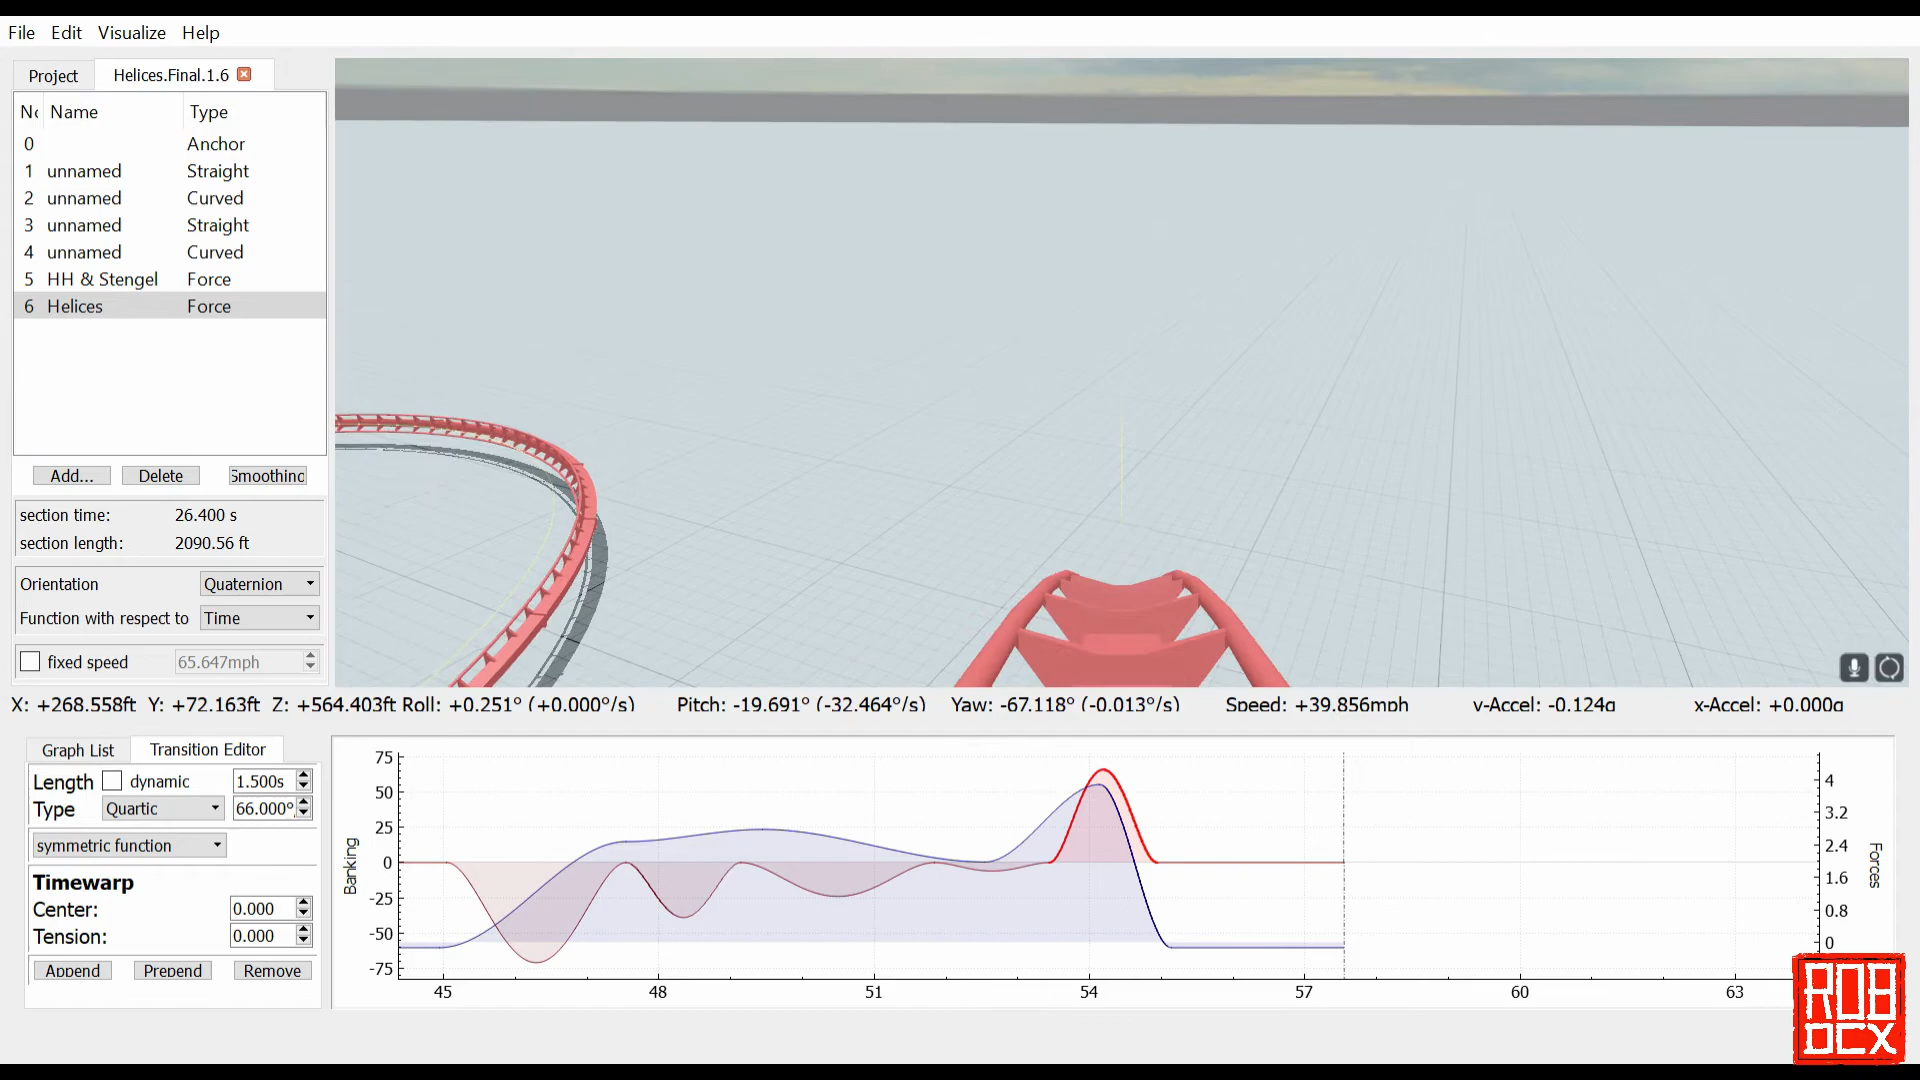 File Edit Visualize Help
Project Helices.Final.1.6
Name Type
0 Anchor
1 unnamed Straight
2 unnamed Curved
3 unnamed Straight
4 unnamed Curved
5 HH & Stengel Force
6 Helices Force
Add... Delete Smoothing
section time: 26.400 s
section length: 2090.56 ft
Orientation Quaternion
Function with respect to Time
fixed speed 65.647mph
X: +268.558ft Y: +72.163ft Z: +564.403ft Roll: +0.251° (+0.000°/s) Pitch: -19.691° (-32.464°/s) Yaw: -67.118° (-0.013°/s) Speed: +39.856mph y-Accel: -0.124g x-Accel: +0.000g
Graph List Transition Editor
Length dynamic 1.500s
Type Quartic 66.000°
symmetric function
Timewarp
Center: 0.000
Tension: 0.000
Append Prepend Remove
Banking
75
50
25
0
-25
-50
-75
45 48 51 54 57 60 63
4
3.2
2.4
1.6
0.8
0
Forces